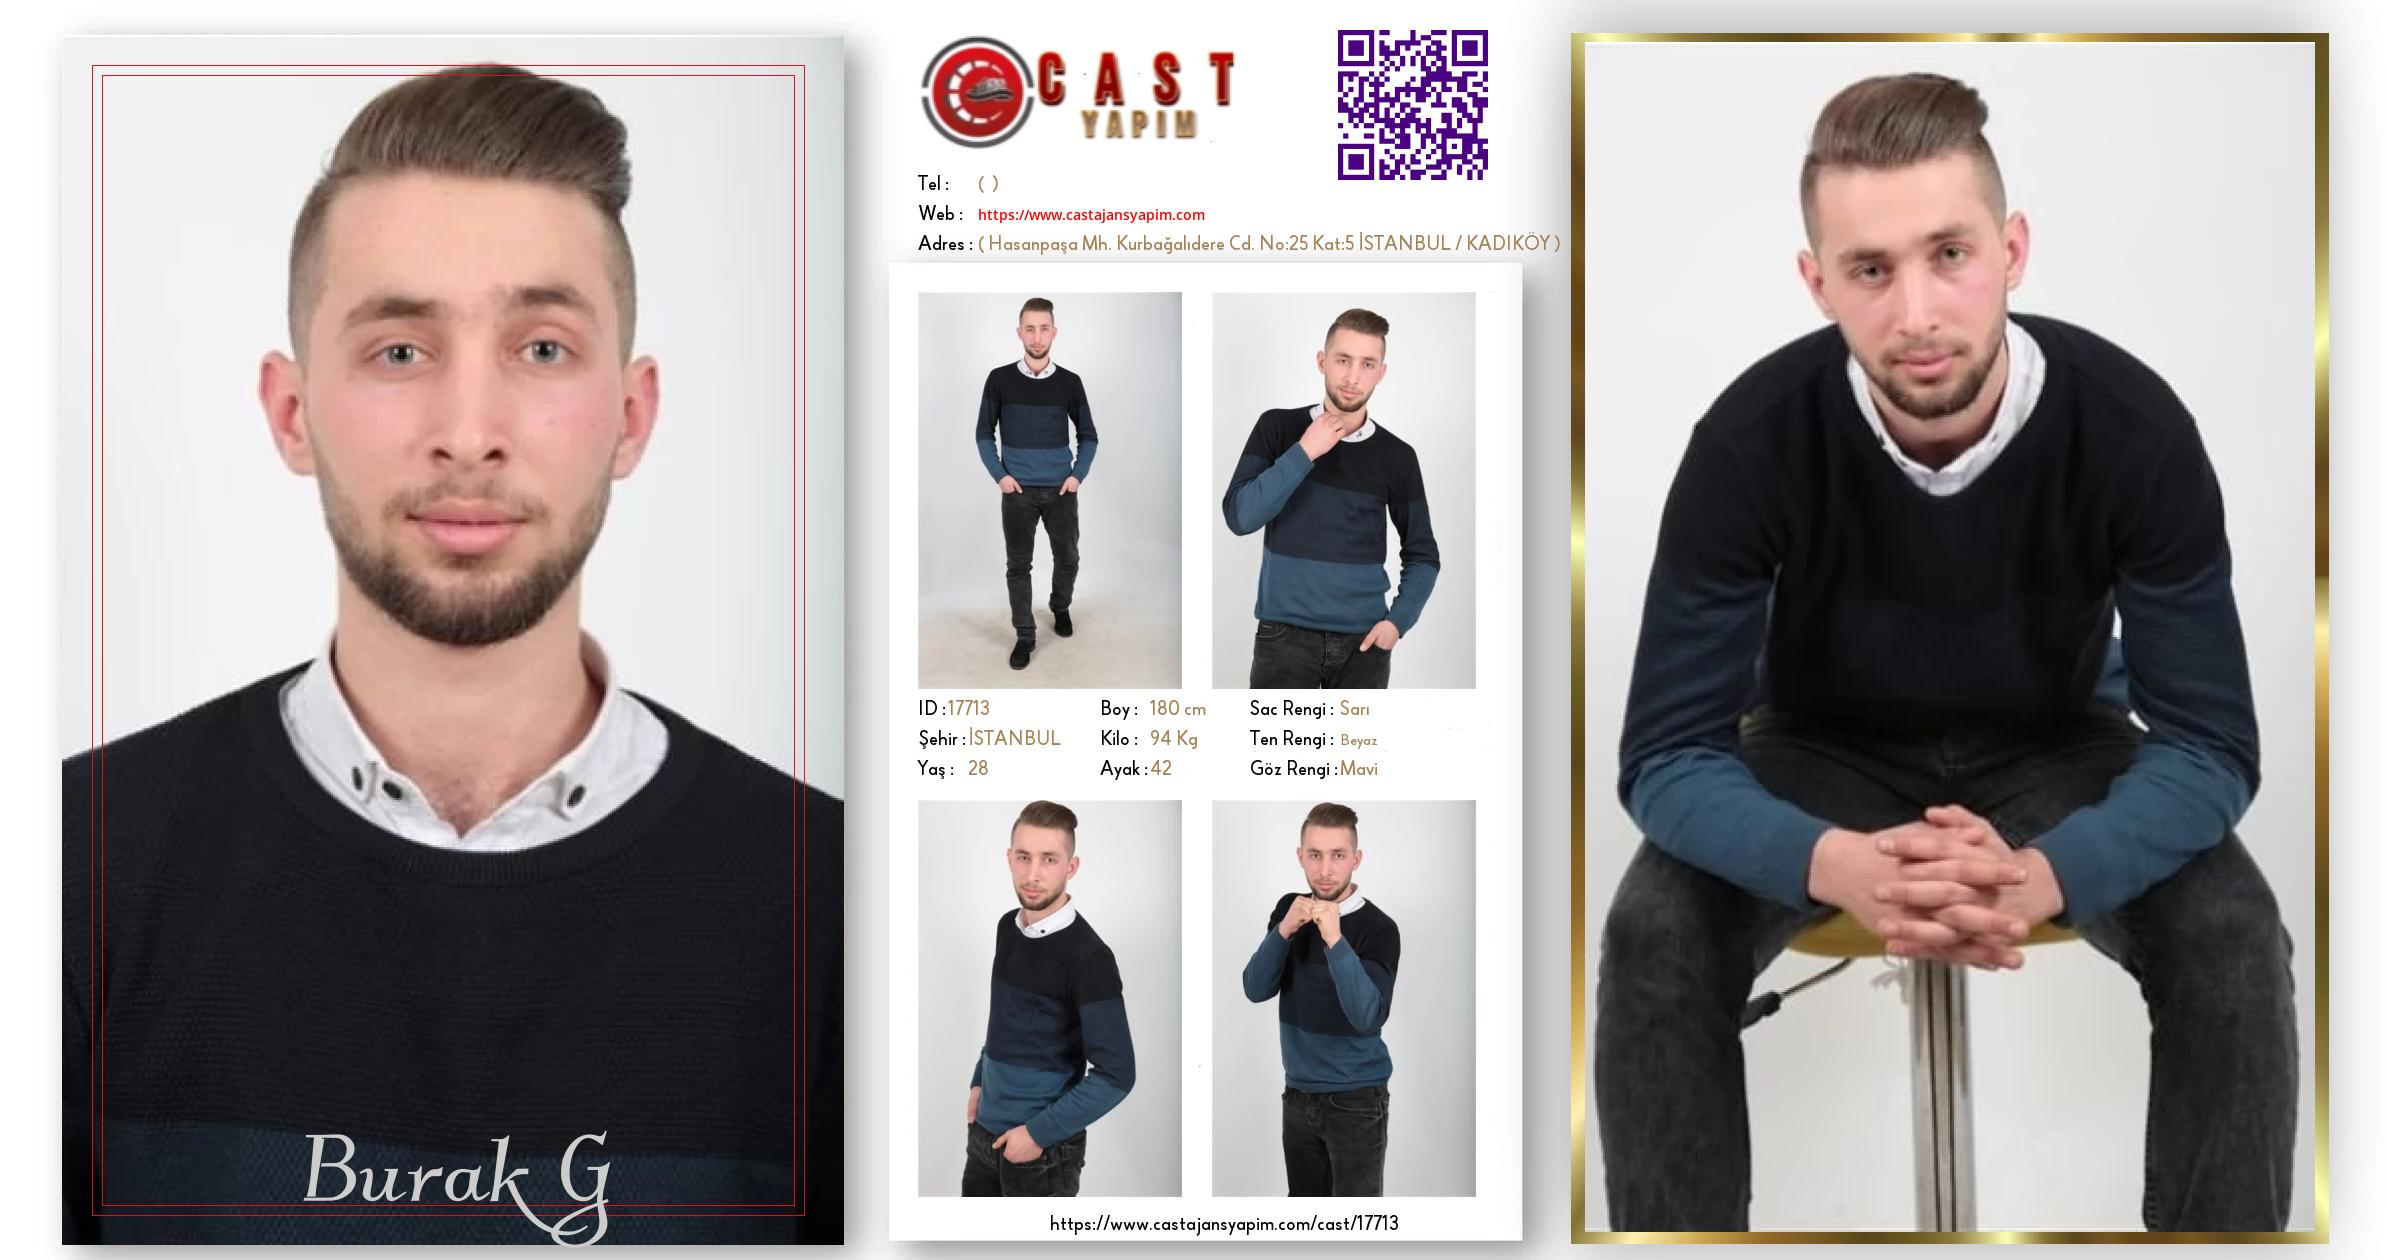 Burak G
CAST
YAPIM
Tel : ( )
Web : https://www.castajansyapim.com
Adres : ( Hasanpaşa Mh. Kurbağalıdere Cd. No:25 Kat:5 İSTANBUL / KADIKÖY )
ID : 17713 Boy : 180 cm Sac Rengi : Sarı
Şehir : İSTANBUL Kilo : 94 Kg Ten Rengi : Beyaz
Yaş : 28 Ayak : 42 Göz Rengi : Mavi
https://www.castajansyapim.com/cast/17713